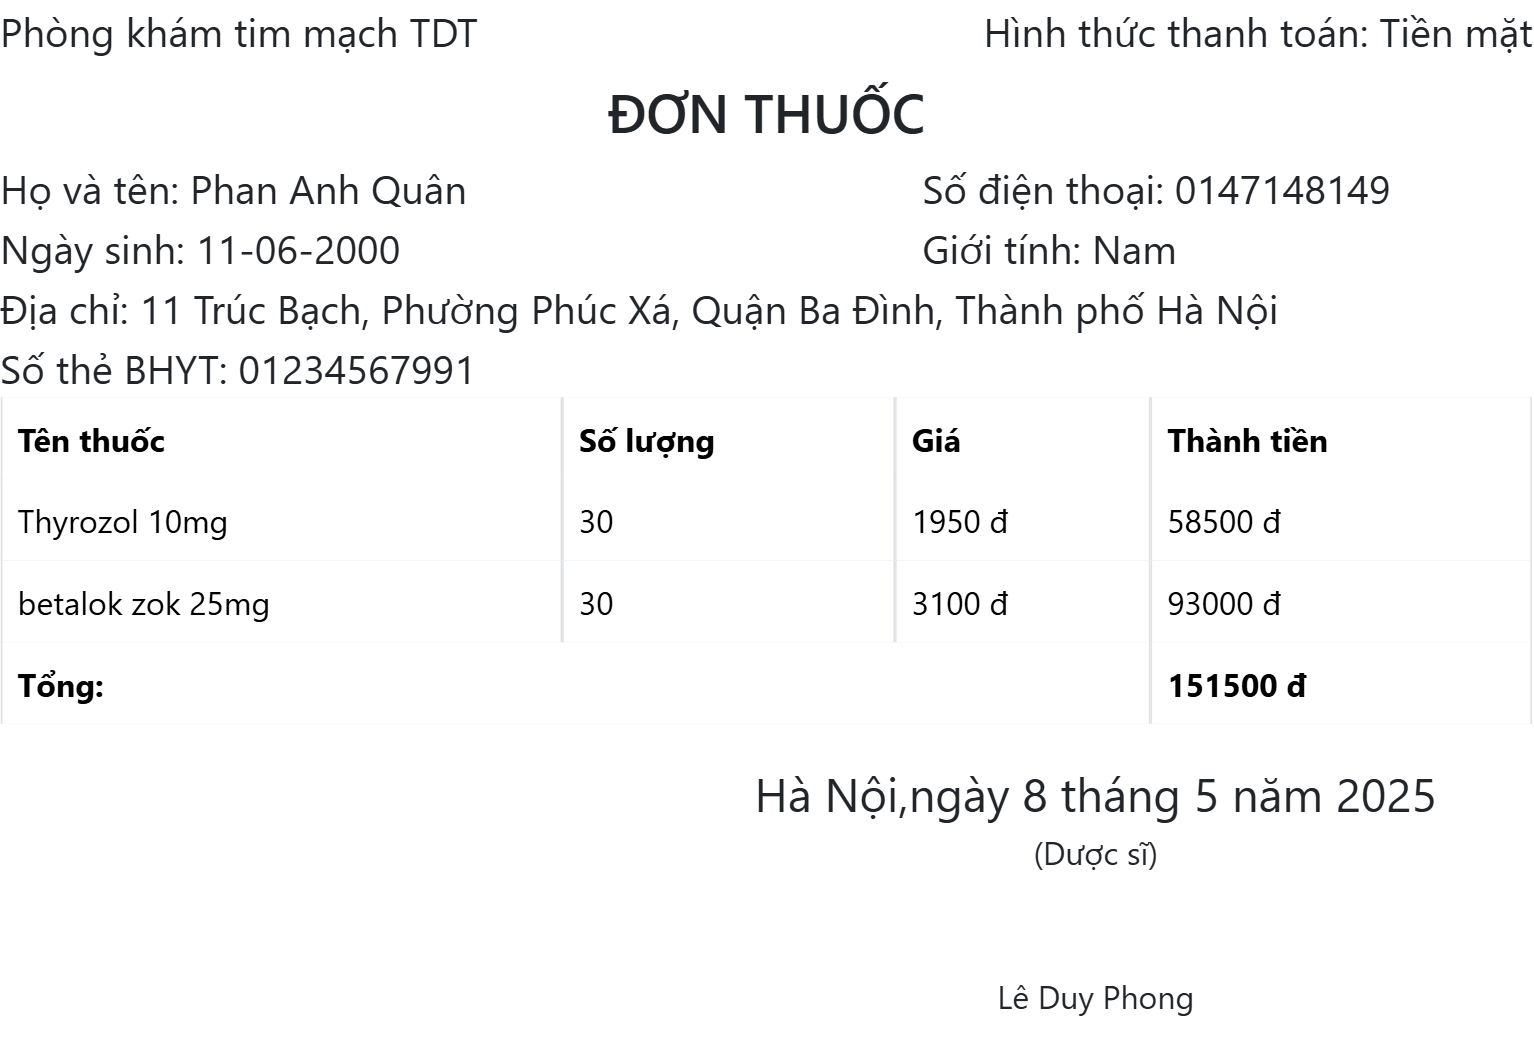 Phòng khám tim mạch TDT Hình thức thanh toán: Tiền mặt
ĐƠN THUỐC
Họ và tên: Phan Anh Quân Số điện thoại: 0147148149
Ngày sinh: 11-06-2000 Giới tính: Nam
Địa chỉ: 11 Trúc Bạch, Phường Phúc Xá, Quận Ba Đình, Thành phố Hà Nội
Số thẻ BHYT: 01234567991
Tên thuốc Số lượng Giá Thành tiền
Thyrozol 10mg 30 1950 đ 58500 đ
betalok zok 25mg 30 3100 đ 93000 đ
Tổng: 151500 đ
Hà Nội,ngày 8 tháng 5 năm 2025
(Dược sĩ)
Lê Duy Phong